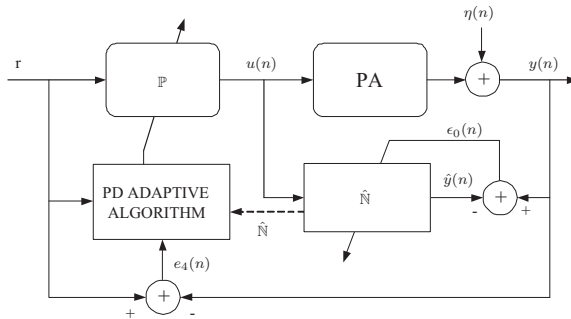 η(n)
r
u(n)
y(n)
ℙ
PA
+
ϵ₀(n)
PD ADAPTIVE
ALGORITHM
N̂
N̂
ŷ(n)
-
+
+
e₄(n)
+
+
-